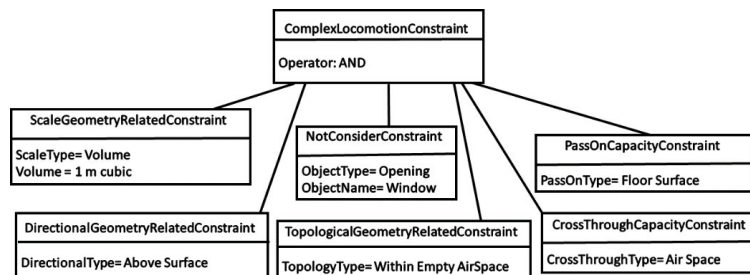 ComplexLocomotionConstraint
Operator: AND
ScaleGeometryRelatedConstraint
ScaleType= Volume
Volume = 1 m cubic
NotConsiderConstraint
ObjectType= Opening
ObjectName= Window
PassOnCapacityConstraint
PassOnType= Floor Surface
DirectionalGeometryRelatedConstraint
DirectionalType= Above Surface
TopologicalGeometryRelatedConstraint
TopologyType= Within Empty AirSpace
CrossThroughCapacityConstraint
CrossThroughType= Air Space